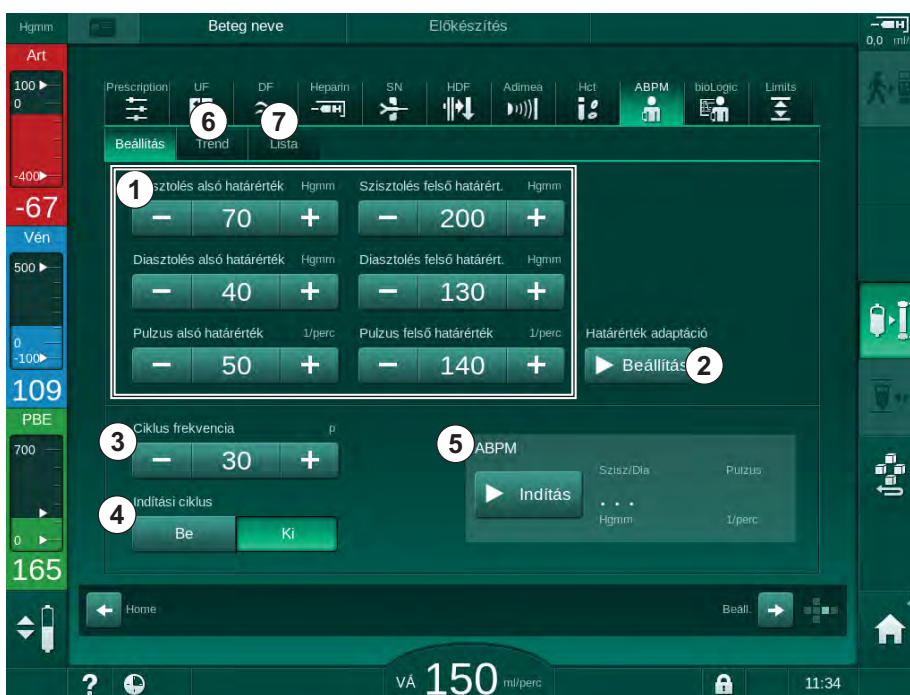 Hgmm Beteg neve Előkészítés
0,0
Art
100
0
-400
-67
Vén
500
0
-100
109
PBE
700
0
165
Prescription UF DF Heparin SN HDF Adimea Hct ABPM bioLogic Limits
6 7
Beállítás Trend Lista
1
alsó határérték Hgmm Szisztolés felső határért. Hgmm
− 70 + − 200 +
Diasztolés alsó határérték Hgmm Diasztolés felső határért. Hgmm
− 40 + − 130 +
Pulzus alsó határérték 1/perc Pulzus felső határérték 1/perc Határérték adaptáció
− 50 + − 140 + Beállítás 2
3 Ciklus frekvencia p
− 30 +
4 Indítási ciklus
Be Ki
5 ABPM
Szisz/Dia Pulzus
Indítás . . .
Hgmm 1/perc
Home Beáll.
? VÁ 150 ml/perc 11:34